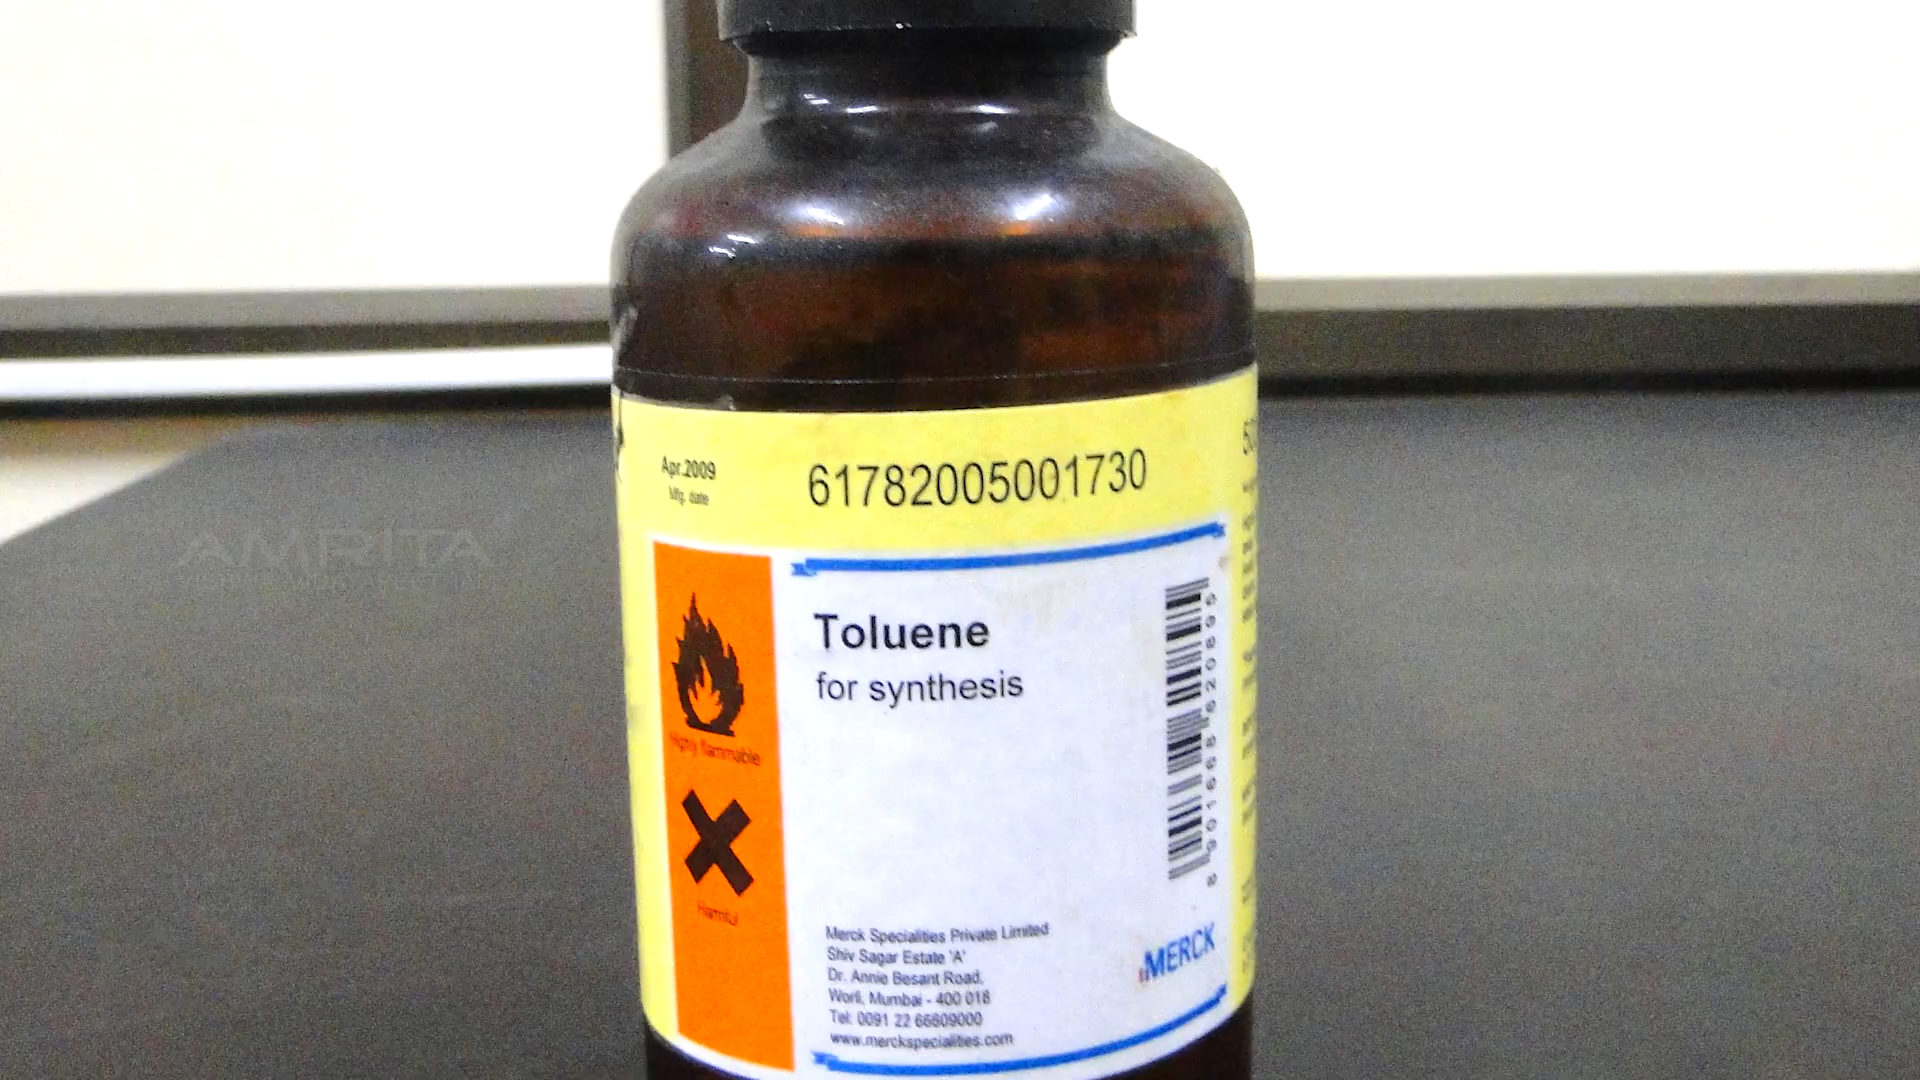 Apr.2009
Mfg. date
61782005001730
Toluene
for synthesis
Highly flammable
Harmful
Merck Specialities Private Limited
Shiv Sagar Estate 'A'
Dr. Annie Besant Road,
Worli, Mumbai - 400 018
Tel: 0091 22 66609000
www.merckspecialities.com
MERCK
AMRITA